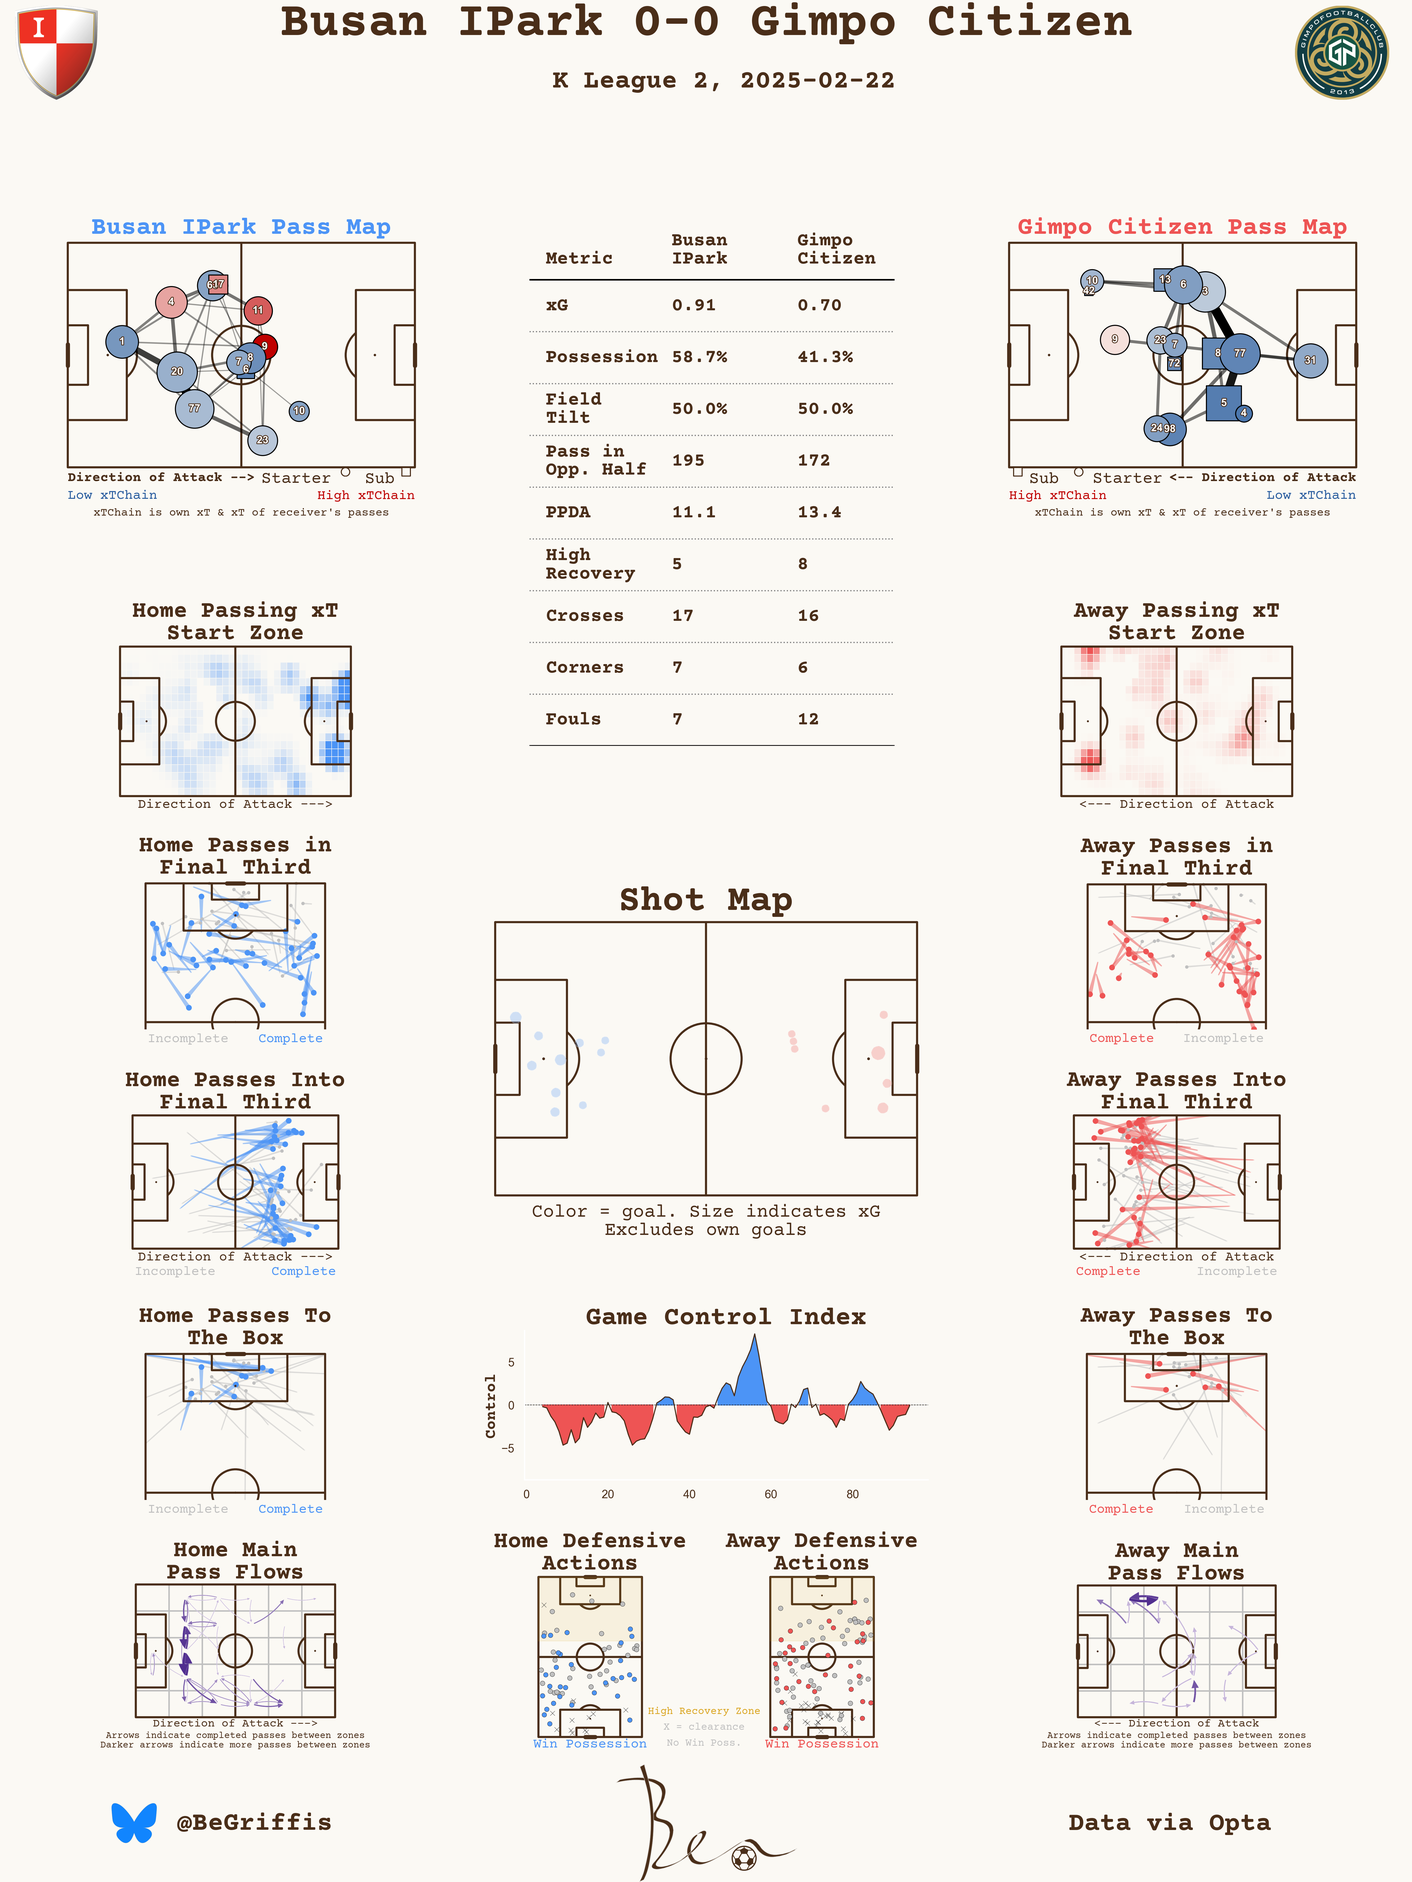 Busan IPark 0-0 Gimpo Citizen
K League 2, 2025-02-22
I
GIMPOFOOTBALLCLUB
GP
2013
Busan IPark Pass Map
1
4
20
77
17
11
9
7
8
6
10
23
Direction of Attack --> Starter Sub
Low xTChain High xTChain
xTChain is own xT & xT of receiver's passes
Metric Busan IPark Gimpo Citizen
xG 0.91 0.70
Possession 58.7% 41.3%
Field Tilt 50.0% 50.0%
Pass in Opp. Half 195 172
PPDA 11.1 13.4
High Recovery 5 8
Crosses 17 16
Corners 7 6
Fouls 7 12
Gimpo Citizen Pass Map
10
42
13
6
3
9
23
7
72
8
77
31
5
4
24
98
Sub Starter <-- Direction of Attack
High xTChain Low xTChain
xTChain is own xT & xT of receiver's passes
Home Passing xT
Start Zone
Direction of Attack --->
Away Passing xT
Start Zone
<--- Direction of Attack
Home Passes in
Final Third
Incomplete Complete
Away Passes in
Final Third
Complete Incomplete
Shot Map
Color = goal. Size indicates xG
Excludes own goals
Home Passes Into
Final Third
Direction of Attack --->
Incomplete Complete
Away Passes Into
Final Third
<--- Direction of Attack
Complete Incomplete
Home Passes To
The Box
Incomplete Complete
Game Control Index
Control
5
0
−5
0 20 40 60 80
Away Passes To
The Box
Complete Incomplete
Home Main
Pass Flows
Direction of Attack --->
Arrows indicate completed passes between zones
Darker arrows indicate more passes between zones
Home Defensive
Actions
Win Possession
Away Defensive
Actions
Win Possession
High Recovery Zone
X = clearance
No Win Poss.
Away Main
Pass Flows
<--- Direction of Attack
Arrows indicate completed passes between zones
Darker arrows indicate more passes between zones
@BeGriffis
Ben
Data via Opta